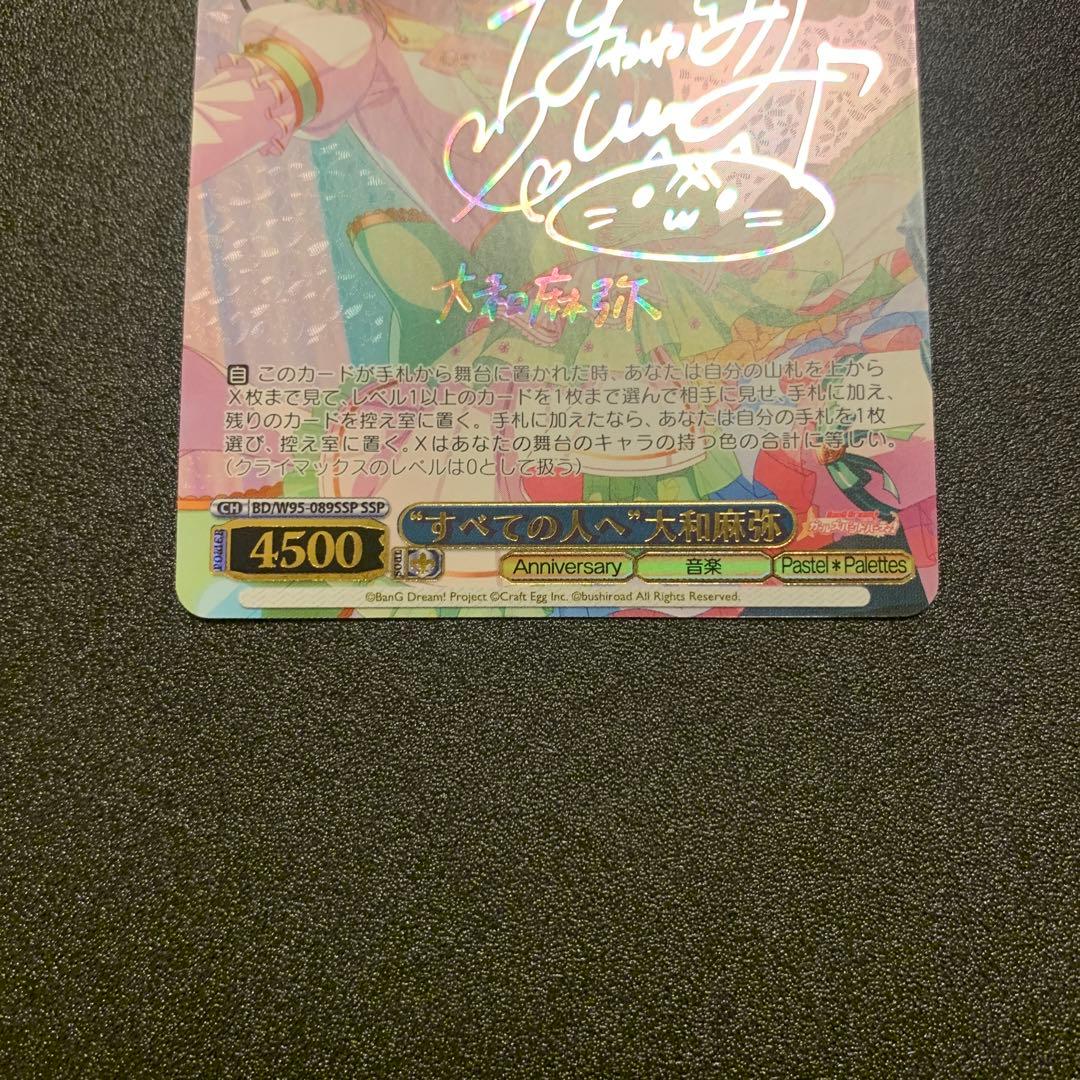 大和麻弥
自 このカードが手札から舞台に置かれた時、あなたは自分の山札を上から
X枚まで見て、レベル1以上のカードを1枚まで選んで相手に見せ、手札に加え、
残りのカードを控え室に置く。手札に加えたなら、あなたは自分の手札を1枚
選び、控え室に置く。Xはあなたの舞台のキャラの持つ色の合計に等しい。
(クライマックスのレベルは0として扱う)
CH BD/W95-089SSP SSP
“すべての人へ”大和麻弥
POWER 4500
SOUL
Anniversary 音楽 Pastel*Palettes
©BanG Dream! Project ©Craft Egg Inc. ©bushiroad All Rights Reserved.